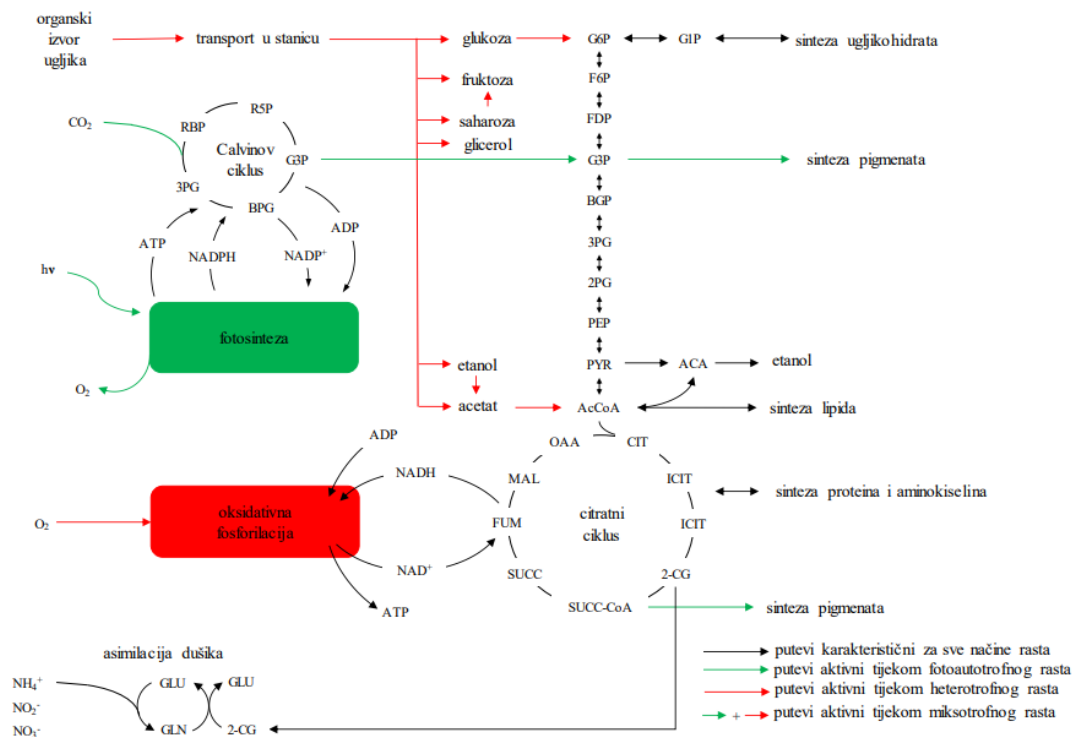 organski
izvor
ugljika
transport u stanicu
glukoza
G6P
G1P
sinteza ugljikohidrata
fruktoza
F6P
saharoza
FDP
glicerol
CO₂
RBP
R5P
Calvinov
ciklus
G3P
3PG
BPG
G3P
sinteza pigmenata
BGP
ATP
NADPH
NADP⁺
ADP
3PG
2PG
hv
fotosinteza
PEP
O₂
etanol
PYR
ACA
etanol
acetat
AcCoA
sinteza lipida
ADP
NADH
OAA
CIT
MAL
ICIT
sinteza proteina i aminokiselina
O₂
oksidativna
fosforilacija
FUM
citratni
ciklus
ICIT
NAD⁺
SUCC
2-CG
ATP
SUCC-CoA
sinteza pigmenata
asimilacija dušika
NH₄⁺
NO₂⁻
NO₃⁻
GLU
GLU
GLN
2-CG
putevi karakteristični za sve načine rasta
putevi aktivni tijekom fotoautotrofnog rasta
putevi aktivni tijekom heterotrofnog rasta
+ putevi aktivni tijekom miksotrofnog rasta